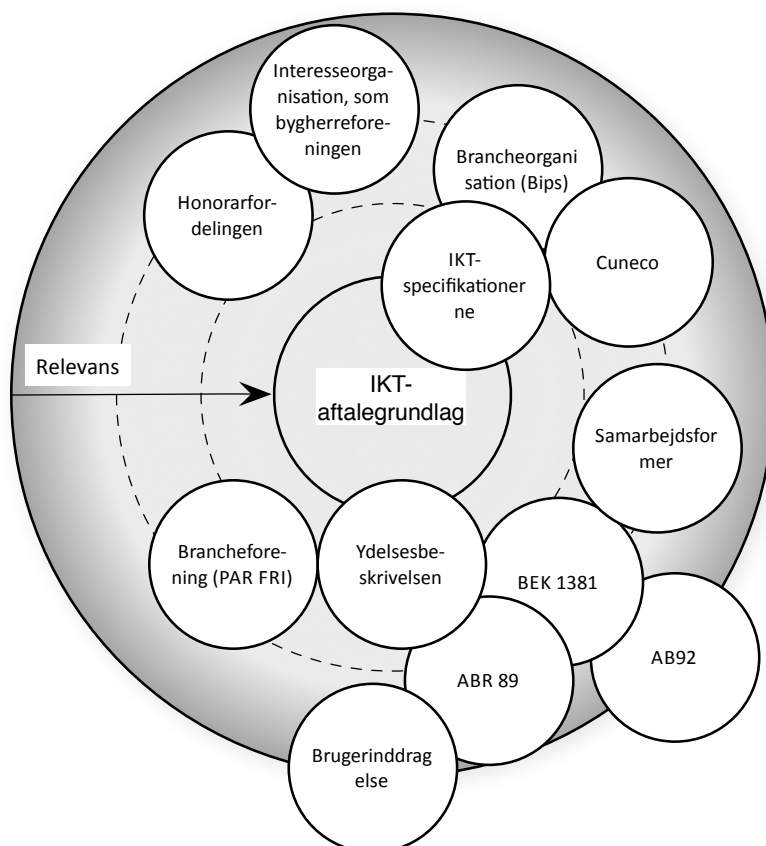 Interesseorga-
nisation, som
bygherrefore-
ningen
Brancheorgani
sation (Bips)
Honorarfor-
delingen
IKT-
specifikationer
ne
Cuneco
Relevans
IKT-
aftalegrundlag
Samarbejdsfor
mer
Branchefore-
ning (PAR FRI)
Ydelsesbe-
skrivelsen
BEK 1381
AB92
ABR 89
Brugerinddrag
else